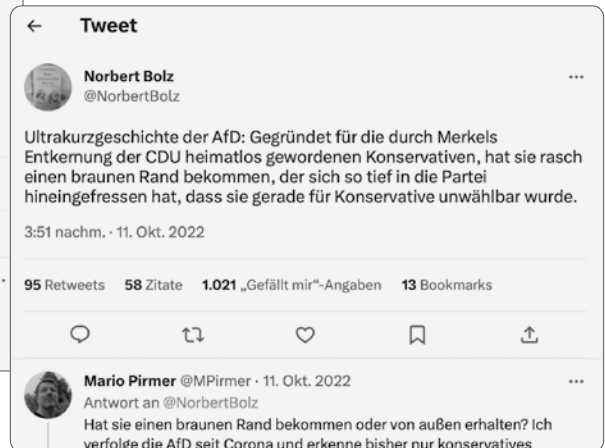 Tweet
Norbert Bolz
@NorbertBolz
Ultrakurzgeschichte der AfD: Gegründet für die durch Merkels
Entkernung der CDU heimatlos gewordenen Konservativen, hat sie rasch
einen braunen Rand bekommen, der sich so tief in die Partei
hineingefressen hat, dass sie gerade für Konservative unwählbar wurde.
3:51 nachm. · 11. Okt. 2022
95 Retweets 58 Zitate 1.021 „Gefällt mir“-Angaben 13 Bookmarks
Mario Pirmer @MPirmer · 11. Okt. 2022
Antwort an @NorbertBolz
Hat sie einen braunen Rand bekommen oder von außen erhalten? Ich
verfolge die AfD seit Corona und erkenne bisher nur konservatives